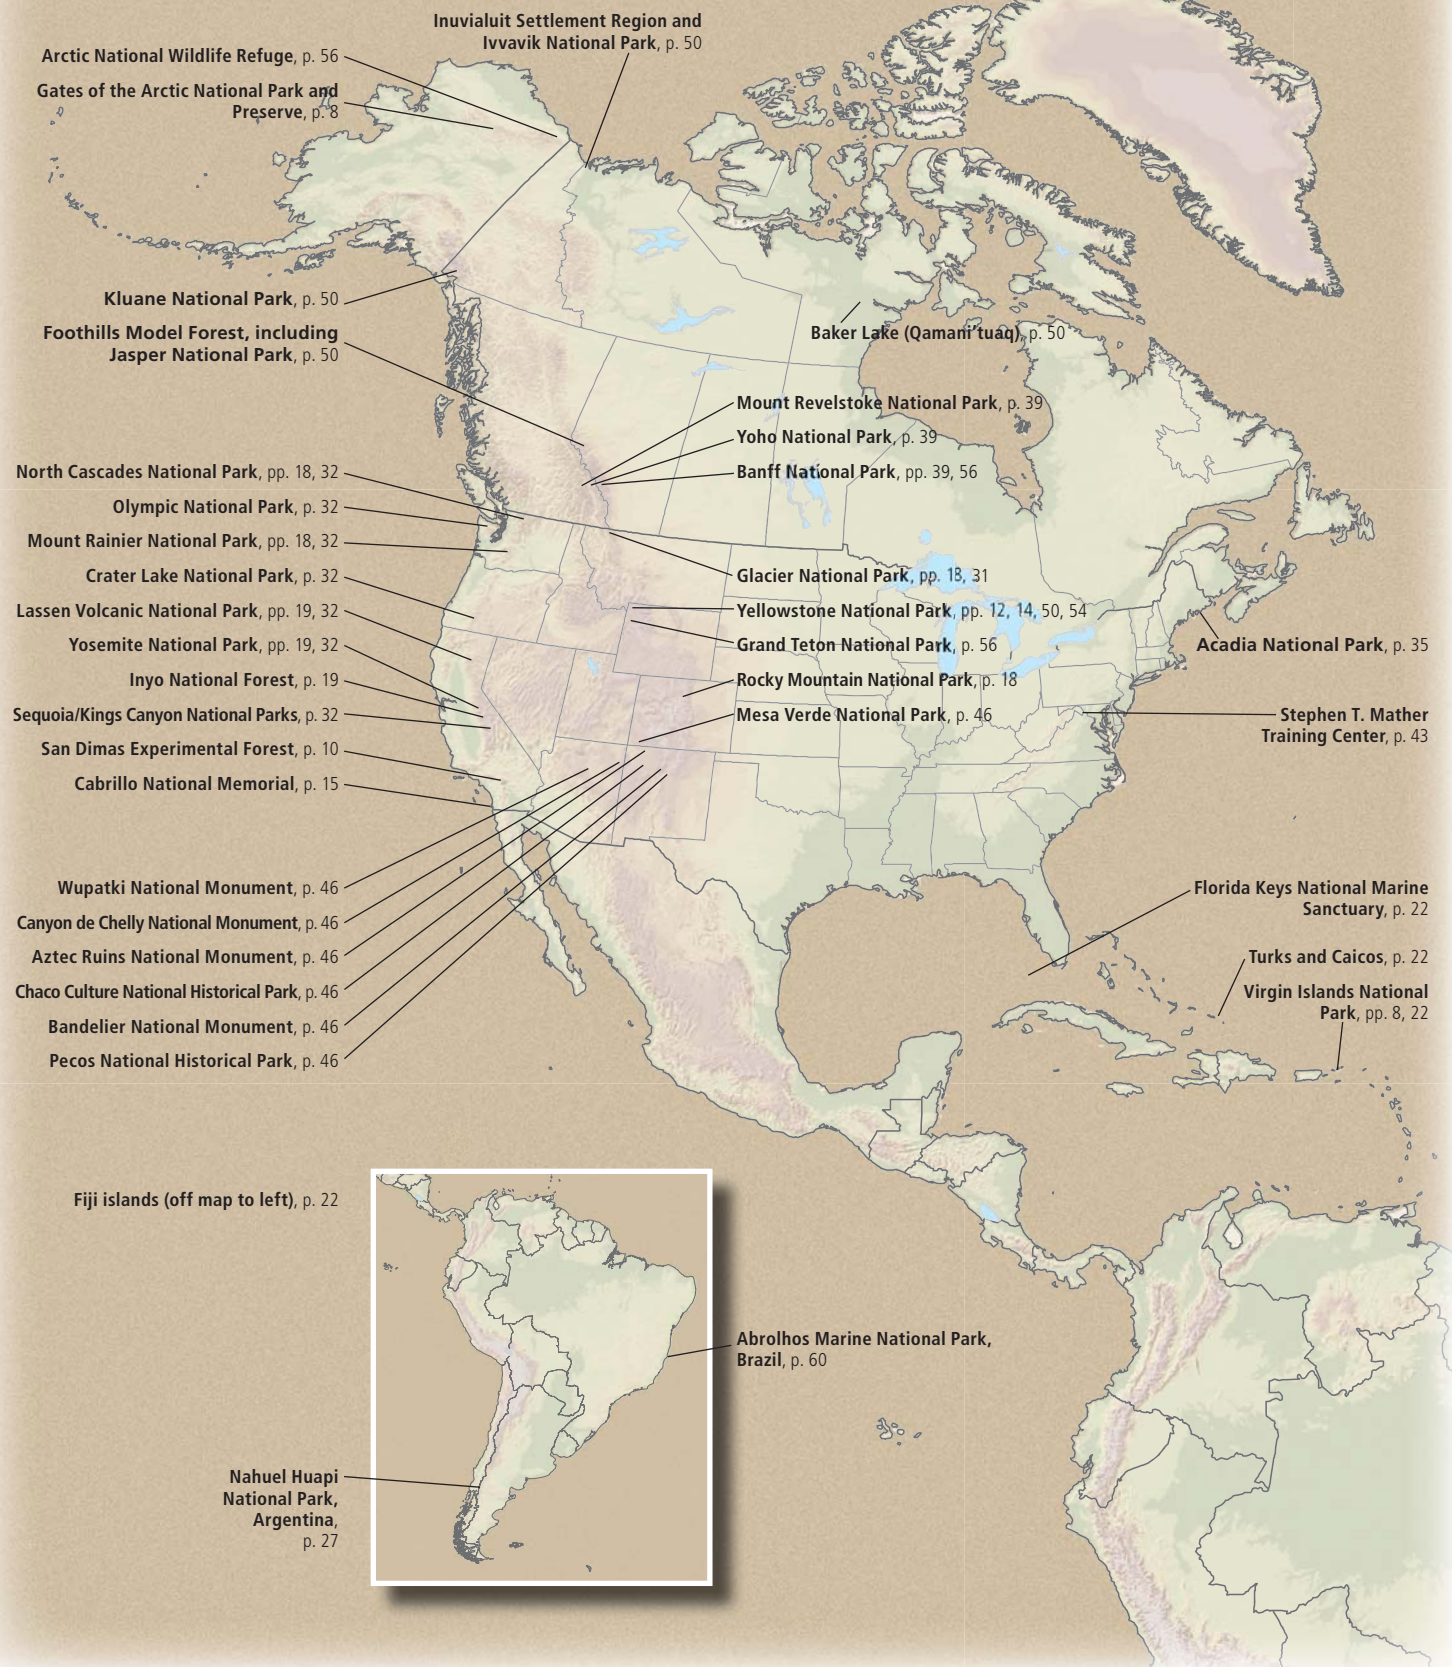 Inuvialuit Settlement Region and
Ivvavik National Park, p. 50
Arctic National Wildlife Refuge, p. 56
Gates of the Arctic National Park and
Preserve, p. 8
Kluane National Park, p. 50
Foothills Model Forest, including
Jasper National Park, p. 50
Baker Lake (Qamani’tuaq), p. 50
Mount Revelstoke National Park, p. 39
Yoho National Park, p. 39
Banff National Park, pp. 39, 56
North Cascades National Park, pp. 18, 32
Olympic National Park, p. 32
Mount Rainier National Park, pp. 18, 32
Crater Lake National Park, p. 32
Lassen Volcanic National Park, pp. 19, 32
Yosemite National Park, pp. 19, 32
Inyo National Forest, p. 19
Sequoia/Kings Canyon National Parks, p. 32
San Dimas Experimental Forest, p. 10
Cabrillo National Memorial, p. 15
Glacier National Park, pp. 18, 31
Yellowstone National Park, pp. 12, 14, 50, 54
Grand Teton National Park, p. 56
Rocky Mountain National Park, p. 18
Mesa Verde National Park, p. 46
Acadia National Park, p. 35
Stephen T. Mather
Training Center, p. 43
Wupatki National Monument, p. 46
Canyon de Chelly National Monument, p. 46
Aztec Ruins National Monument, p. 46
Chaco Culture National Historical Park, p. 46
Bandelier National Monument, p. 46
Pecos National Historical Park, p. 46
Florida Keys National Marine
Sanctuary, p. 22
Turks and Caicos, p. 22
Virgin Islands National
Park, pp. 8, 22
Fiji islands (off map to left), p. 22
Abrolhos Marine National Park,
Brazil, p. 60
Nahuel Huapi
National Park,
Argentina,
p. 27